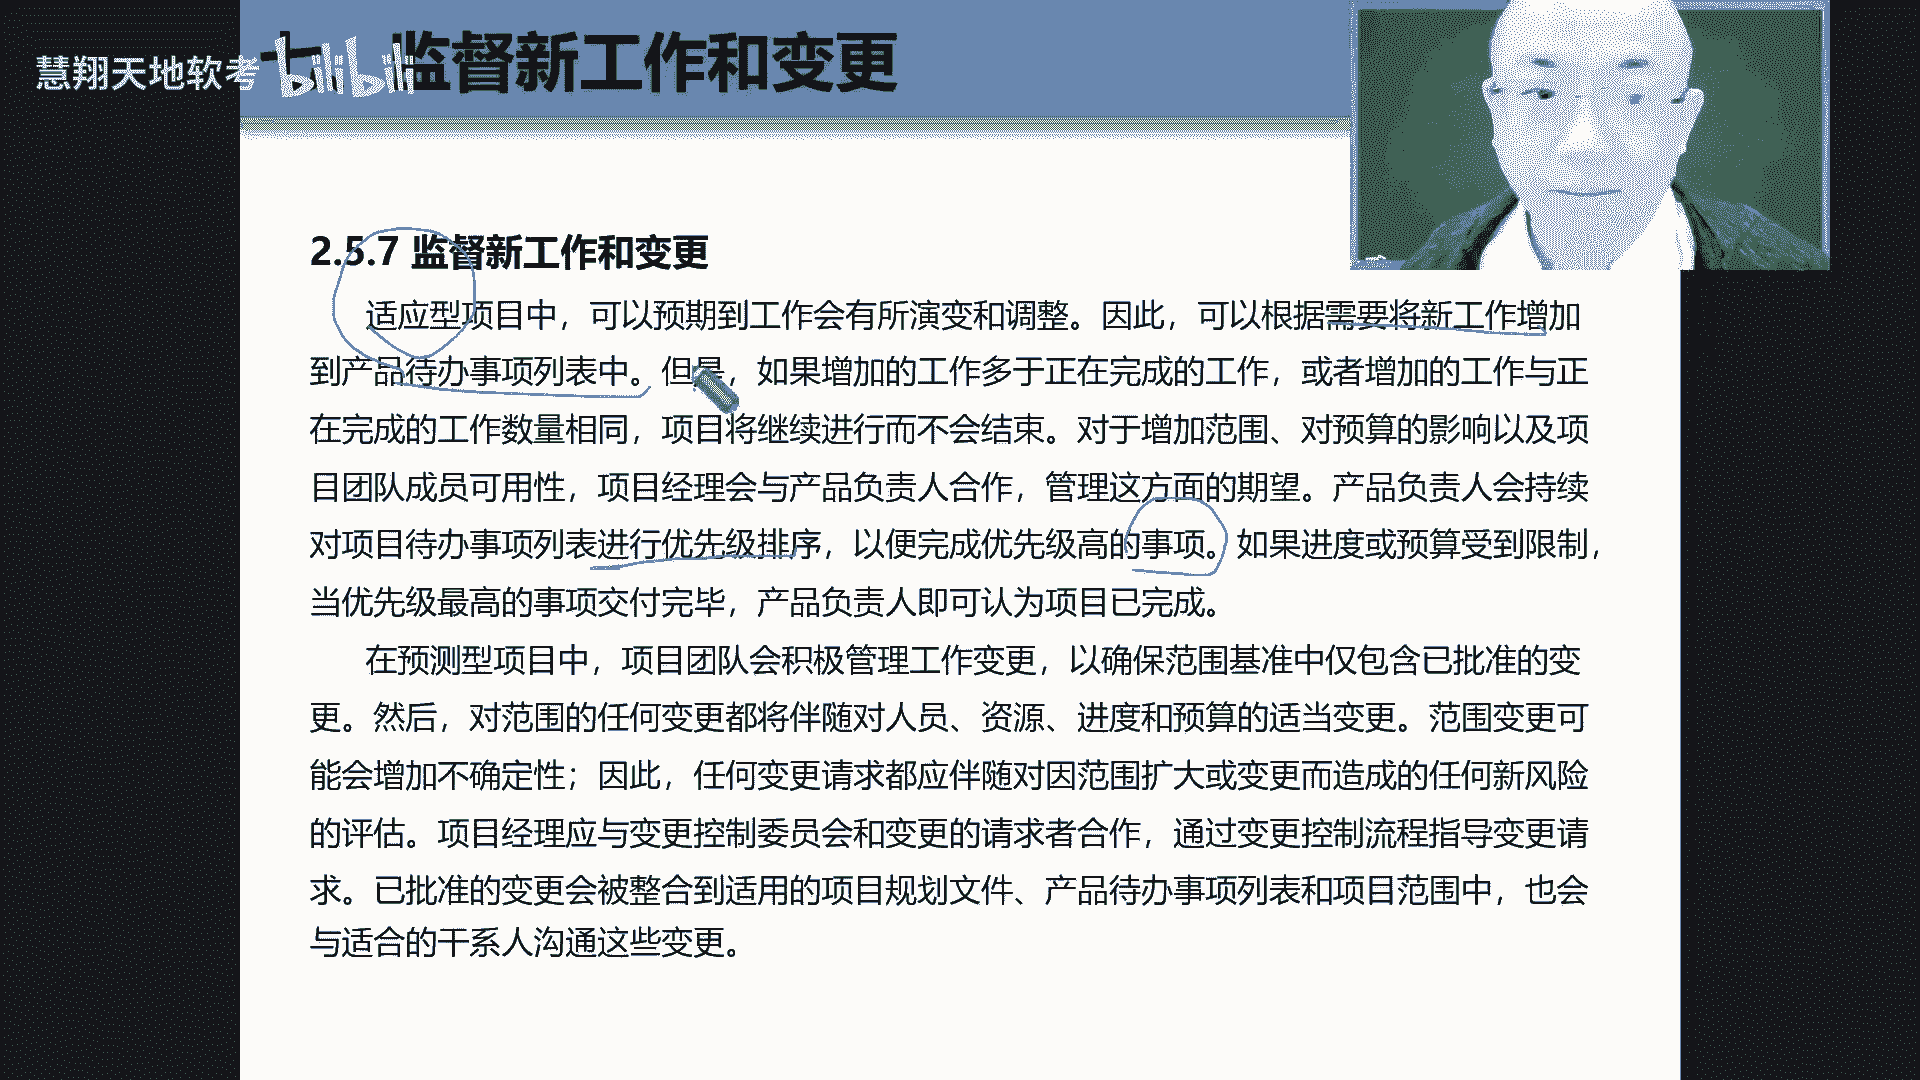 慧翔天地软考 bilibili
七、监督新工作和变更
2.5.7 监督新工作和变更
适应型项目中，可以预期到工作会有所演变和调整。因此，可以根据需要将新工作增加
到产品待办事项列表中。但是，如果增加的工作多于正在完成的工作，或者增加的工作与正
在完成的工作数量相同，项目将继续进行而不会结束。对于增加范围、对预算的影响以及项
目团队成员可用性，项目经理会与产品负责人合作，管理这方面的期望。产品负责人会持续
对项目待办事项列表进行优先级排序，以便完成优先级高的事项。如果进度或预算受到限制，
当优先级最高的事项交付完毕，产品负责人即可认为项目已完成。
在预测型项目中，项目团队会积极管理工作变更，以确保范围基准中仅包含已批准的变
更。然后，对范围的任何变更都将伴随对人员、资源、进度和预算的适当变更。范围变更可
能会增加不确定性；因此，任何变更请求都应伴随对因范围扩大或变更而造成的任何新风险
的评估。项目经理应与变更控制委员会和变更的请求者合作，通过变更控制流程指导变更请
求。已批准的变更会被整合到适用的项目规划文件、产品待办事项列表和项目范围中，也会
与适合的干系人沟通这些变更。